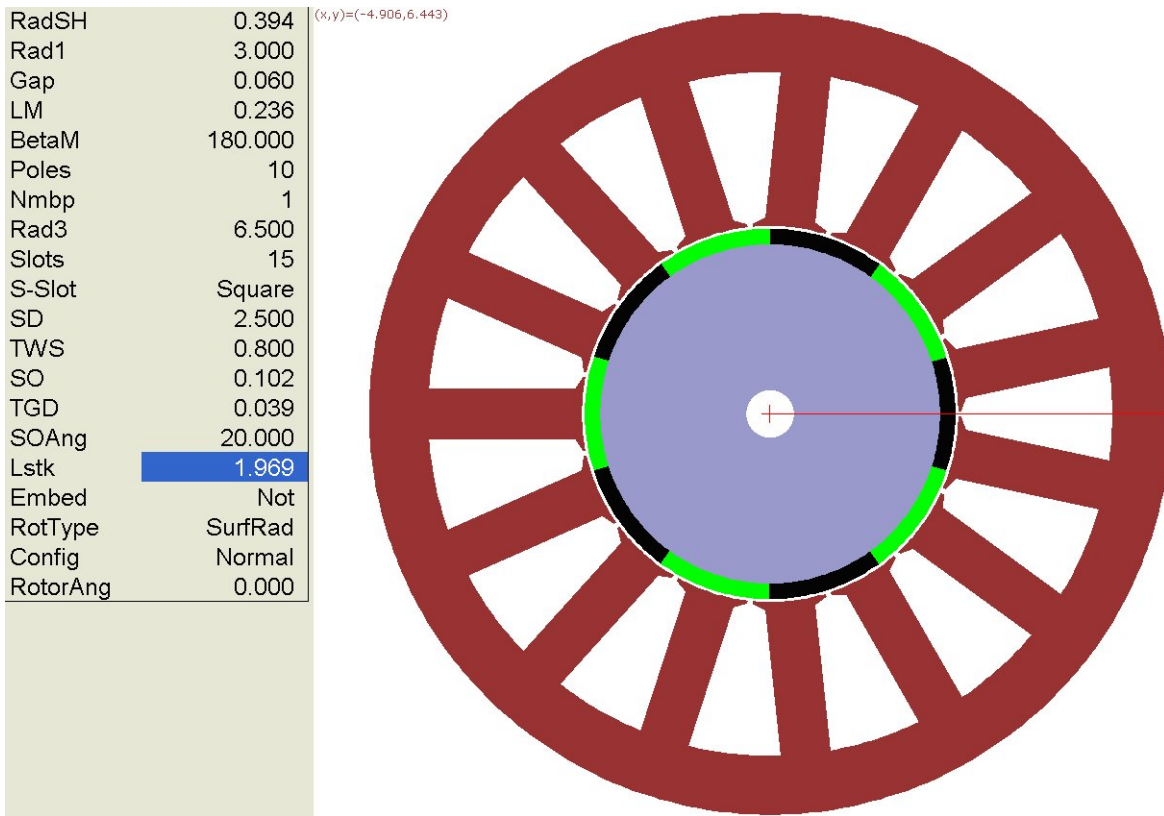 RadSH 0.394
Rad1 3.000
Gap 0.060
LM 0.236
BetaM 180.000
Poles 10
Nmbp 1
Rad3 6.500
Slots 15
S-Slot Square
SD 2.500
TWS 0.800
SO 0.102
TGD 0.039
SOAng 20.000
Lstk 1.969
Embed Not
RotType SurfRad
Config Normal
RotorAng 0.000
(x,y)=(-4.906,6.443)